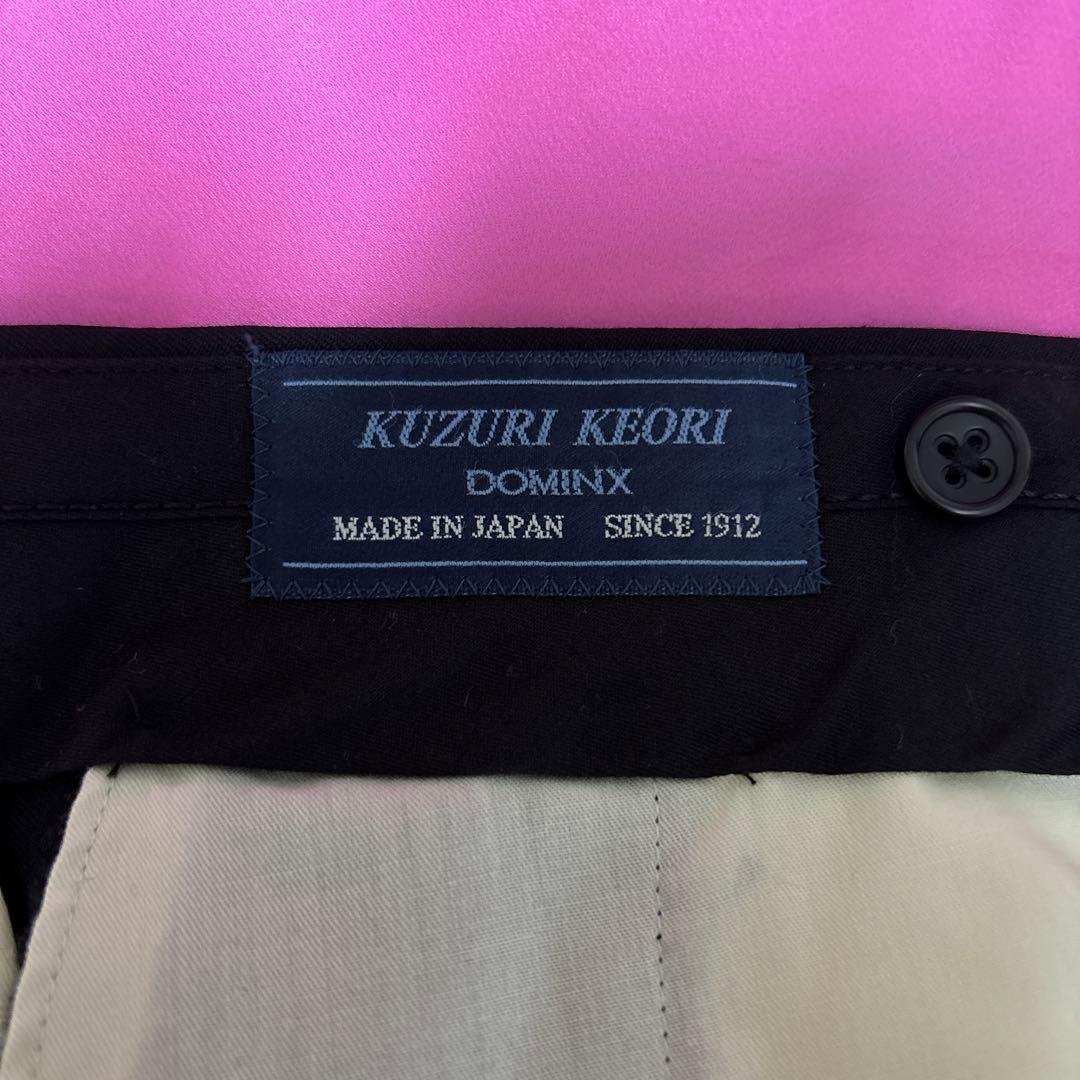 KUZURI KEORI
DOMINX
MADE IN JAPAN SINCE 1912